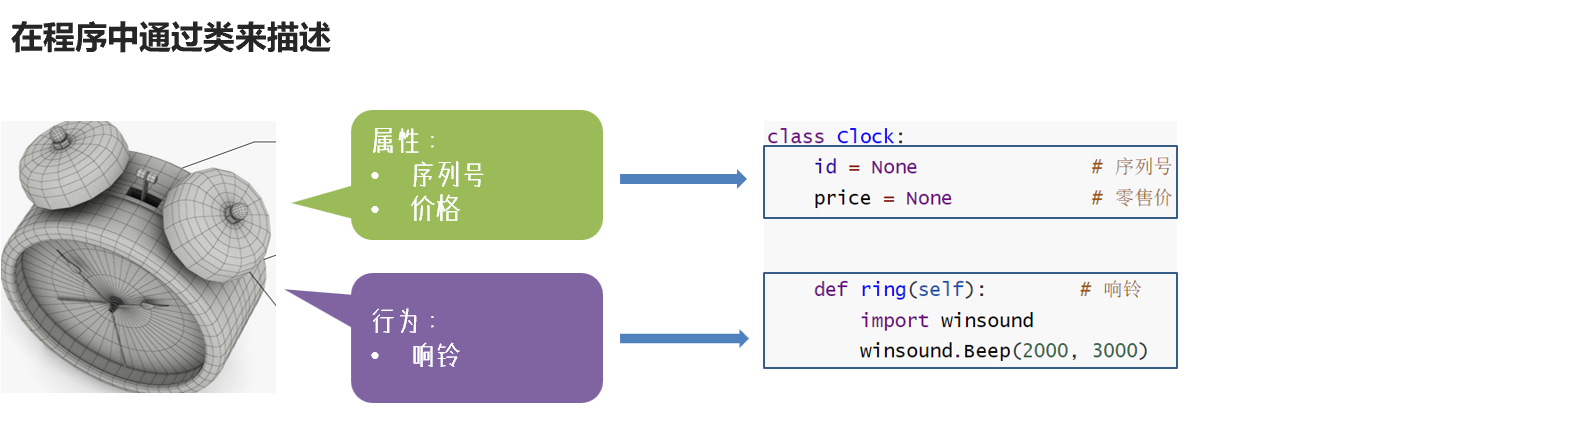 在程序中通过类来描述
属性：
• 序列号
• 价格
行为：
• 响铃
class Clock:
id = None # 序列号
price = None # 零售价
def ring(self): # 响铃
import winsound
winsound.Beep(2000, 3000)